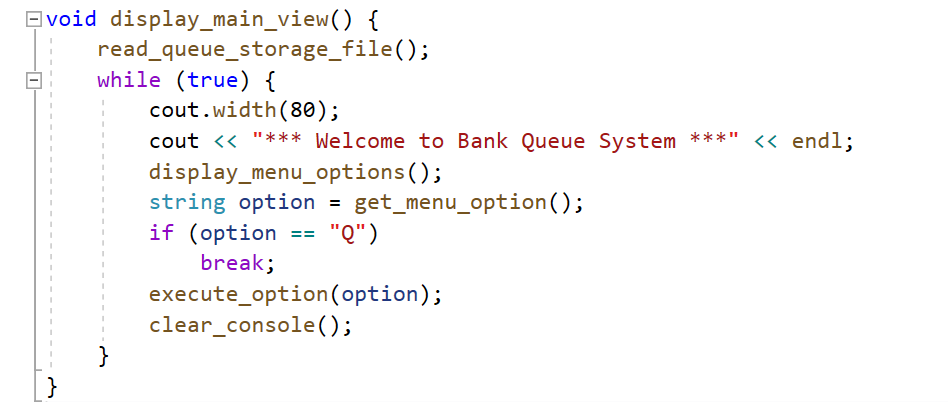 void display_main_view() {
    read_queue_storage_file();
    while (true) {
        cout.width(80);
        cout << "*** Welcome to Bank Queue System ***" << endl;
        display_menu_options();
        string option = get_menu_option();
        if (option == "Q")
            break;
        execute_option(option);
        clear_console();
    }
}